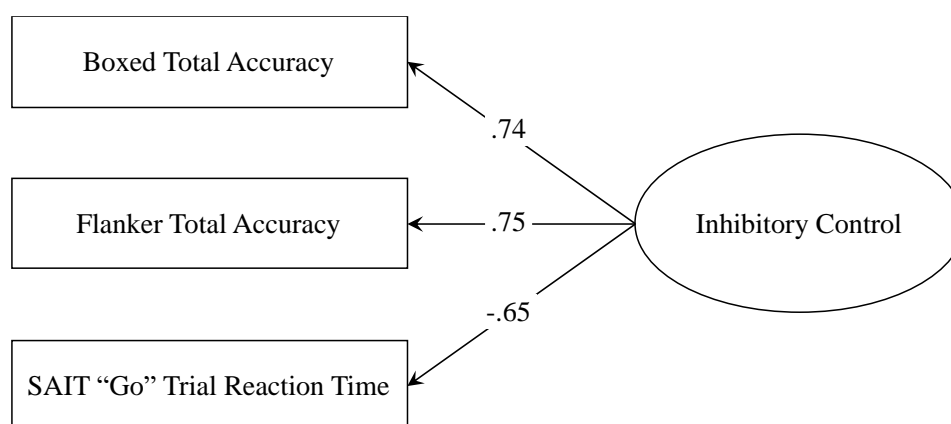 Boxed Total Accuracy
.74
Flanker Total Accuracy
.75
Inhibitory Control
-.65
SAIT “Go” Trial Reaction Time